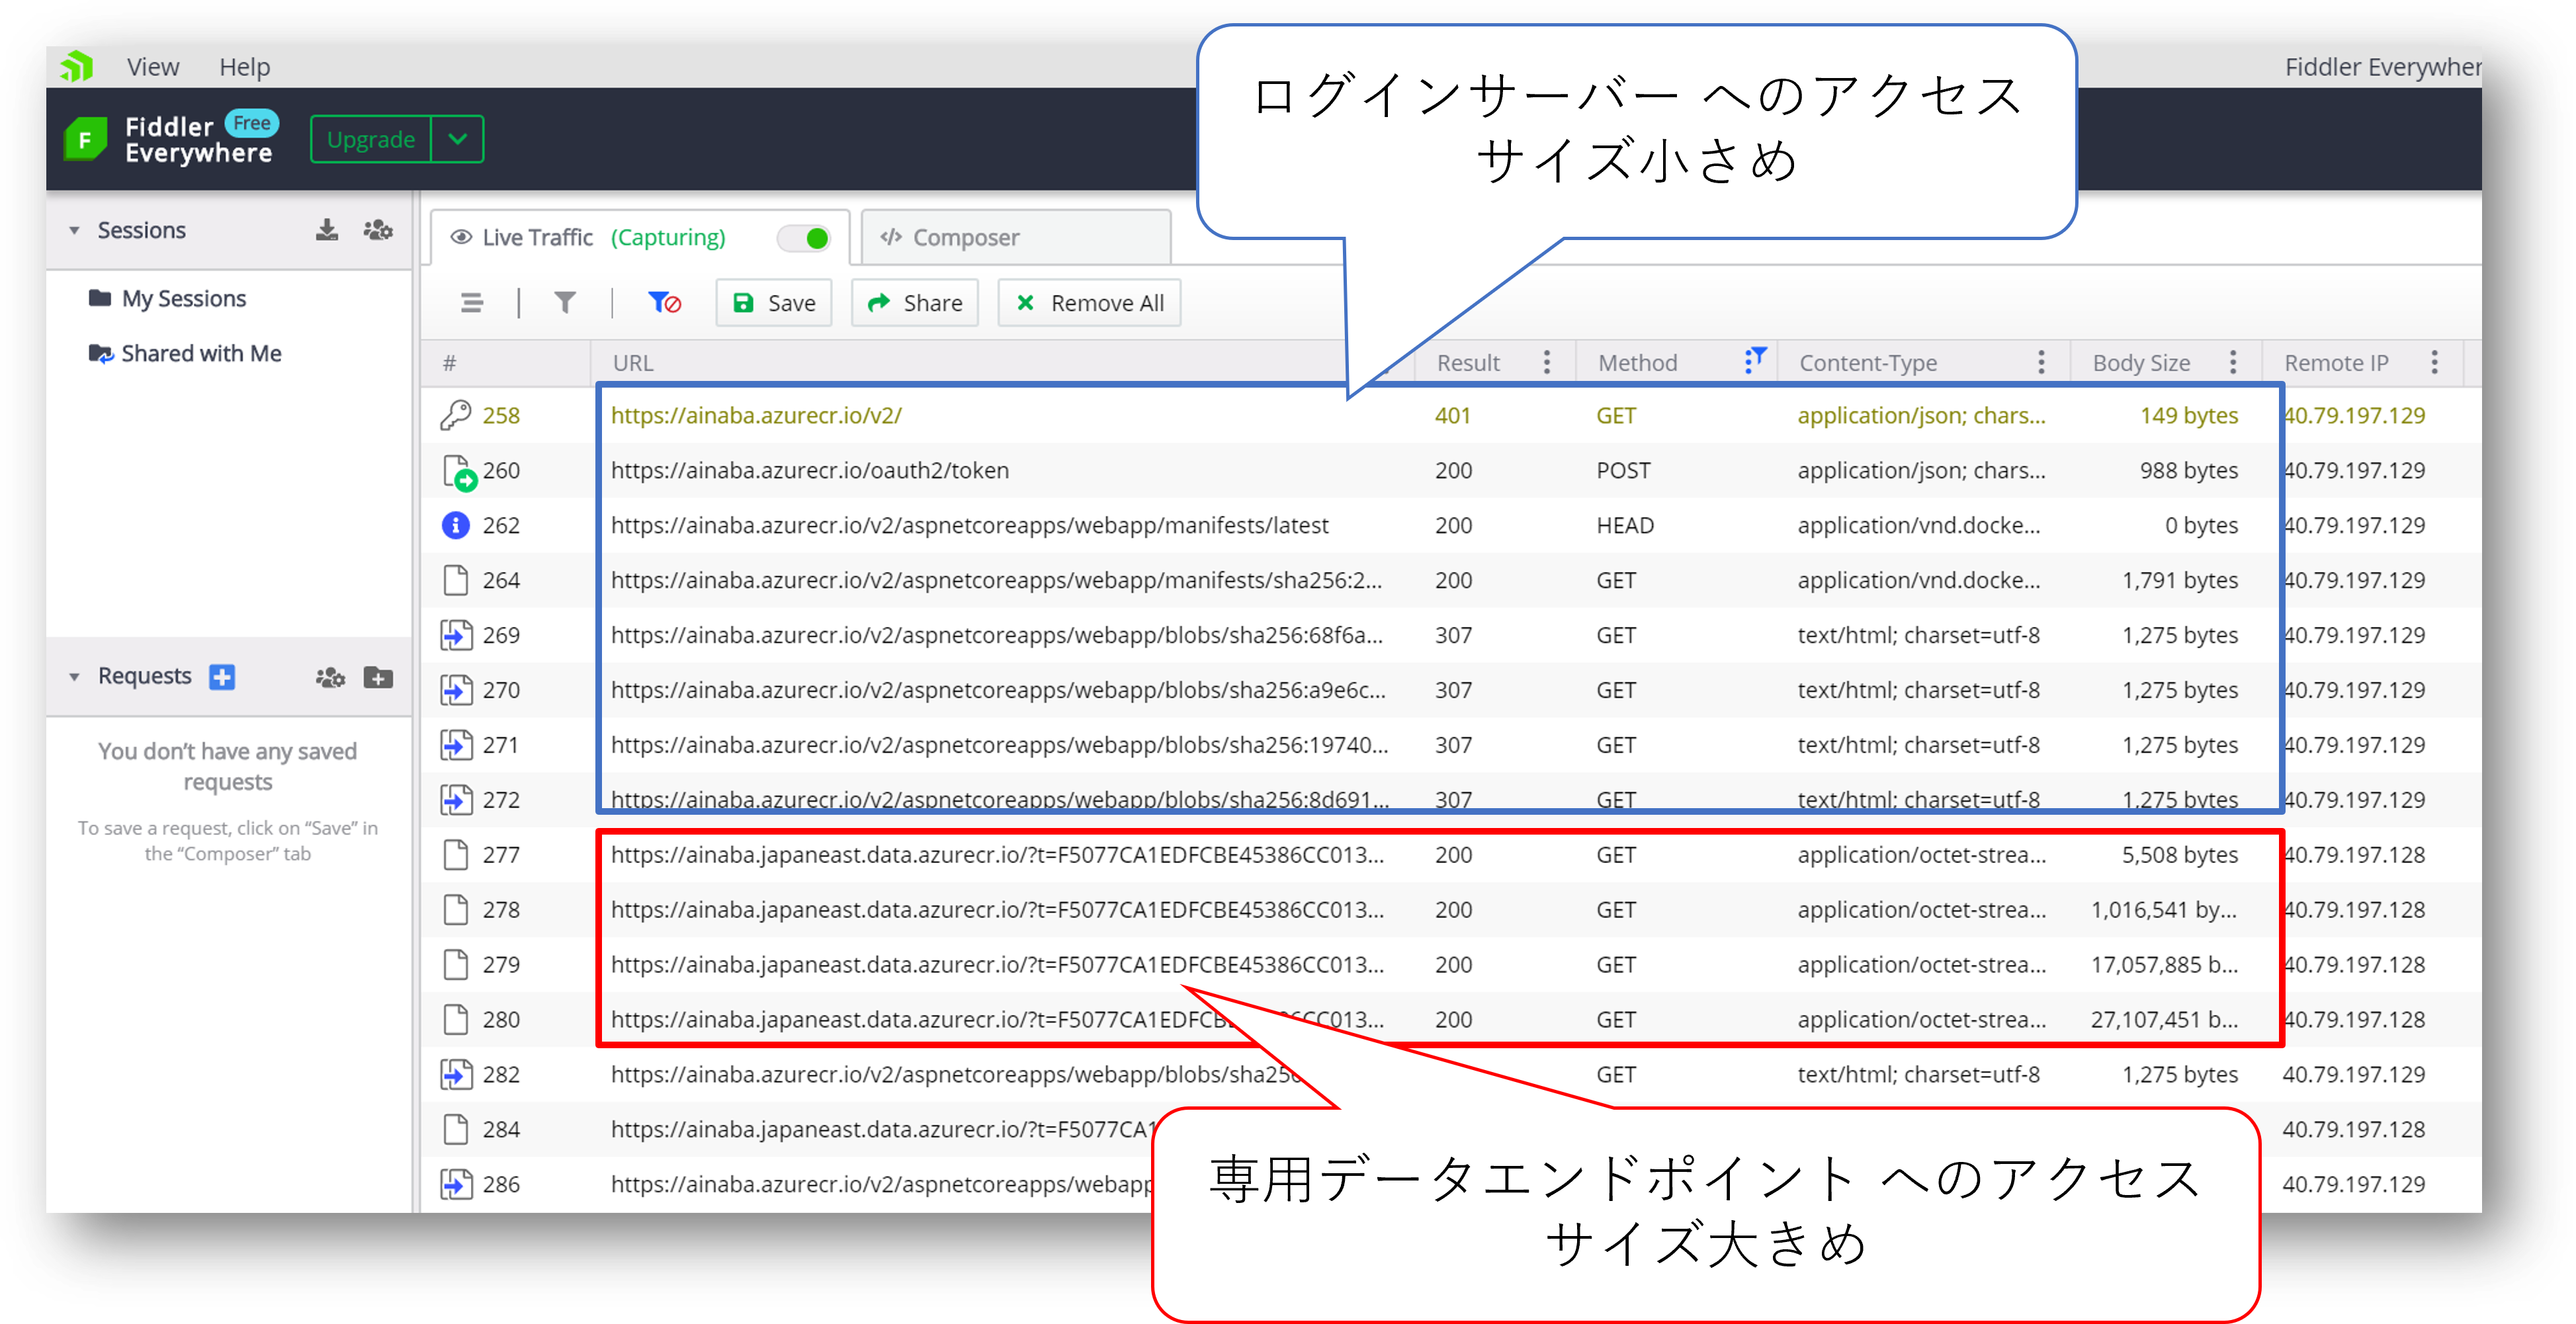 View Help
Fiddler Everywher
Fiddler Free
Everywhere
Upgrade
ログインサーバー へのアクセス
サイズ小さめ
Sessions
My Sessions
Shared with Me
Requests
You don't have any saved
requests
To save a request, click on “Save” in
the “Composer” tab
Live Traffic (Capturing)
Composer
Save Share Remove All
# URL Result Method Content-Type Body Size Remote IP
258 https://ainaba.azurecr.io/v2/ 401 GET application/json; chars... 149 bytes 40.79.197.129
260 https://ainaba.azurecr.io/oauth2/token 200 POST application/json; chars... 988 bytes 40.79.197.129
262 https://ainaba.azurecr.io/v2/aspnetcoreapps/webapp/manifests/latest 200 HEAD application/vnd.docke... 0 bytes 40.79.197.129
264 https://ainaba.azurecr.io/v2/aspnetcoreapps/webapp/manifests/sha256:2... 200 GET application/vnd.docke... 1,791 bytes 40.79.197.129
269 https://ainaba.azurecr.io/v2/aspnetcoreapps/webapp/blobs/sha256:68f6a... 307 GET text/html; charset=utf-8 1,275 bytes 40.79.197.129
270 https://ainaba.azurecr.io/v2/aspnetcoreapps/webapp/blobs/sha256:a9e6c... 307 GET text/html; charset=utf-8 1,275 bytes 40.79.197.129
271 https://ainaba.azurecr.io/v2/aspnetcoreapps/webapp/blobs/sha256:19740... 307 GET text/html; charset=utf-8 1,275 bytes 40.79.197.129
272 https://ainaba.azurecr.io/v2/aspnetcoreapps/webapp/blobs/sha256:8d691... 307 GET text/html; charset=utf-8 1,275 bytes 40.79.197.129
277 https://ainaba.japaneast.data.azurecr.io/?t=F5077CA1EDFCBE45386CC013... 200 GET application/octet-strea... 5,508 bytes 40.79.197.128
278 https://ainaba.japaneast.data.azurecr.io/?t=F5077CA1EDFCBE45386CC013... 200 GET application/octet-strea... 1,016,541 by... 40.79.197.128
279 https://ainaba.japaneast.data.azurecr.io/?t=F5077CA1EDFCBE45386CC013... 200 GET application/octet-strea... 17,057,885 b... 40.79.197.128
280 https://ainaba.japaneast.data.azurecr.io/?t=F5077CA1EDFCB CC013... 200 GET application/octet-strea... 27,107,451 b... 40.79.197.128
282 https://ainaba.azurecr.io/v2/aspnetcoreapps/webapp/blobs/sha25 GET text/html; charset=utf-8 1,275 bytes 40.79.197.129
284 https://ainaba.japaneast.data.azurecr.io/?t=F5077CA1 40.79.197.128
286 https://ainaba.azurecr.io/v2/aspnetcoreapps/webapp 40.79.197.129
専用データエンドポイント へのアクセス
サイズ大きめ